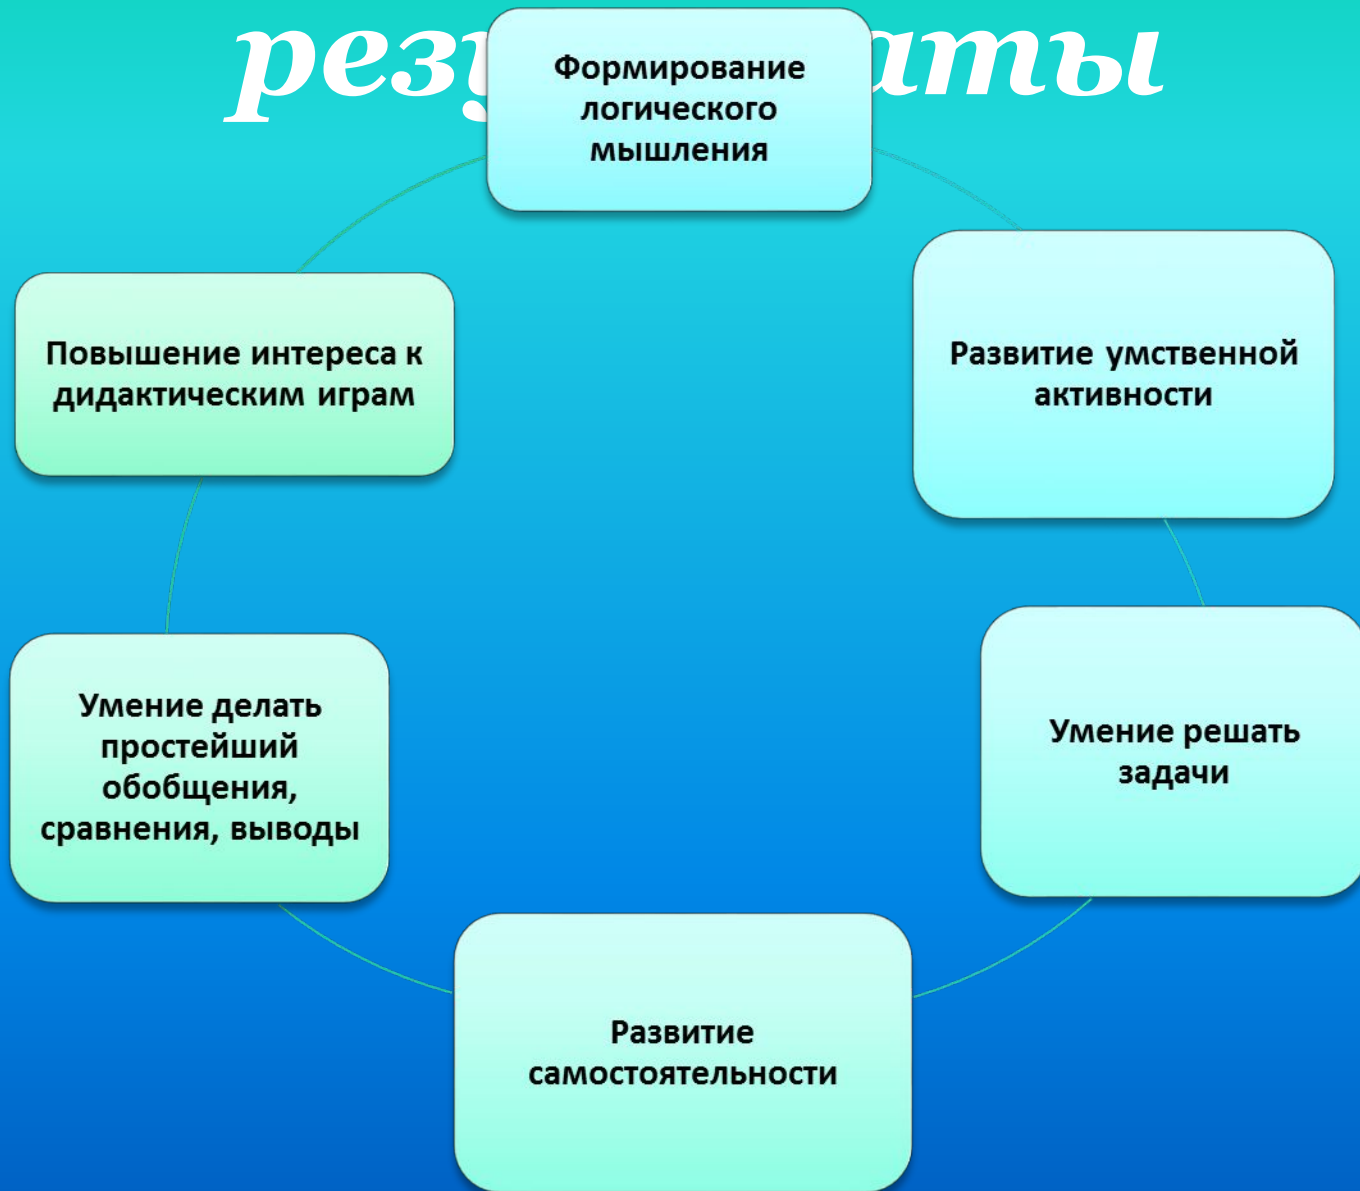 Формирование
логического
мышления
Развитие умственной
активности
Умение решать
задачи
Развитие
самостоятельности
Умение делать
простейший
обобщения,
сравнения, выводы
Повышение интереса к
дидактическим играм